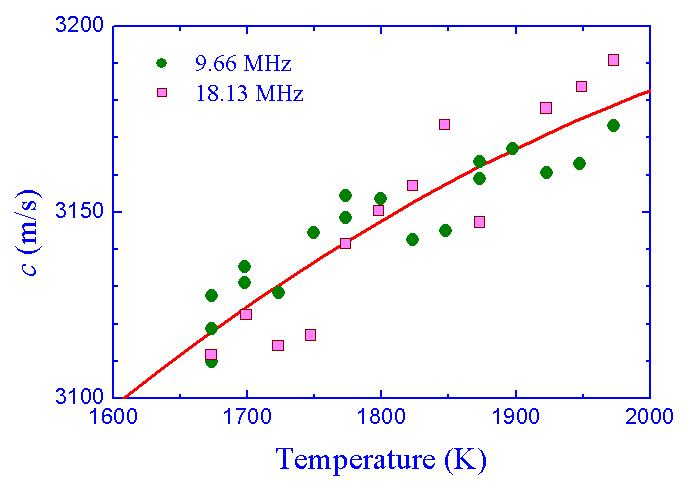 3200
9.66 MHz
18.13 MHz
3150
c (m/s)
3100
1600 1700 1800 1900 2000
Temperature (K)